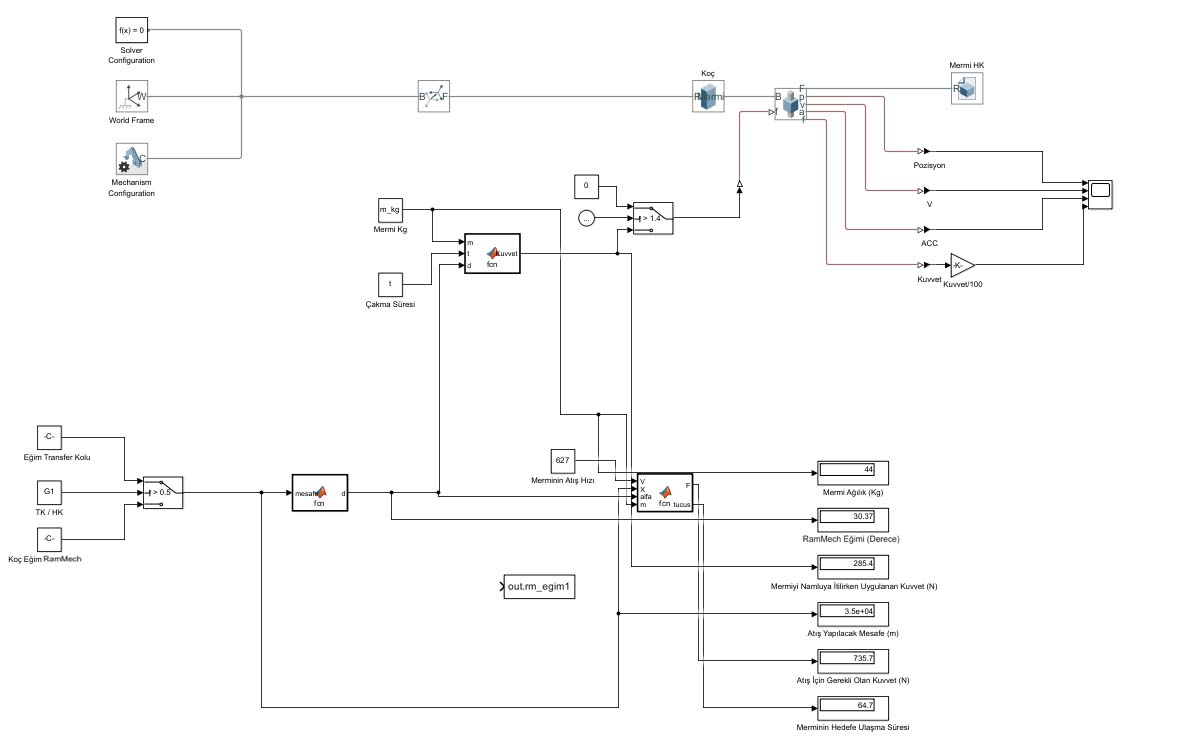 f(x) = 0
Solver
Configuration
W
World Frame
C
Mechanism
Configuration
B F
Koç
R
B
f
F
p
v
a
f
Mermi HK
R
Pozisyon
V
ACC
Kuvvet
-K-
Kuvvet/100
0
...
> 1.4
m_kg
Mermi Kg
m
t
d
Kuvvet
fcn
t
Çakma Süresi
-C-
Eğim Transfer Kolu
G1
TK / HK
> 0.5
-C-
Koç Eğim RamMech
mesafe
d
fcn
627
Merminin Atış Hızı
V
X
alfa
m
F
tucus
fcn
out.rm_egim1
44
Mermi Ağılık (Kg)
30.37
RamMech Eğimi (Derece)
285.4
Mermiyi Namluya İtilirken Uygulanan Kuvvet (N)
3.5e+04
Atış Yapılacak Mesafe (m)
735.7
Atış İçin Gerekli Olan Kuvvet (N)
64.7
Merminin Hedefe Ulaşma Süresi